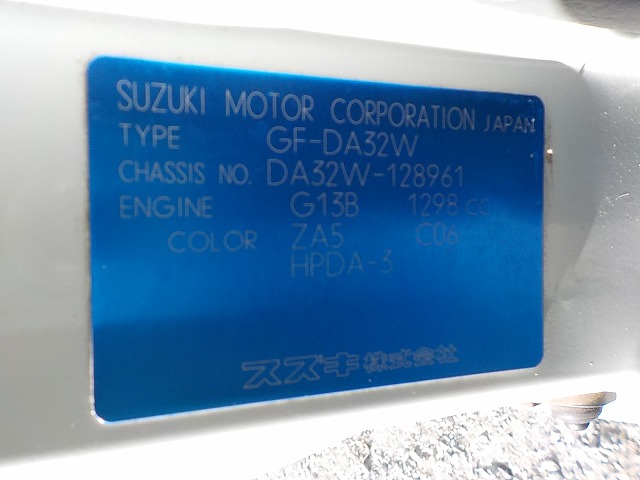 SUZUKI MOTOR CORPORATION JAPAN
TYPE GF-DA32W
CHASSIS NO. DA32W-128961
ENGINE G13B 1298 CC
COLOR ZA5 C06
HPDA-3
スズキ株式会社